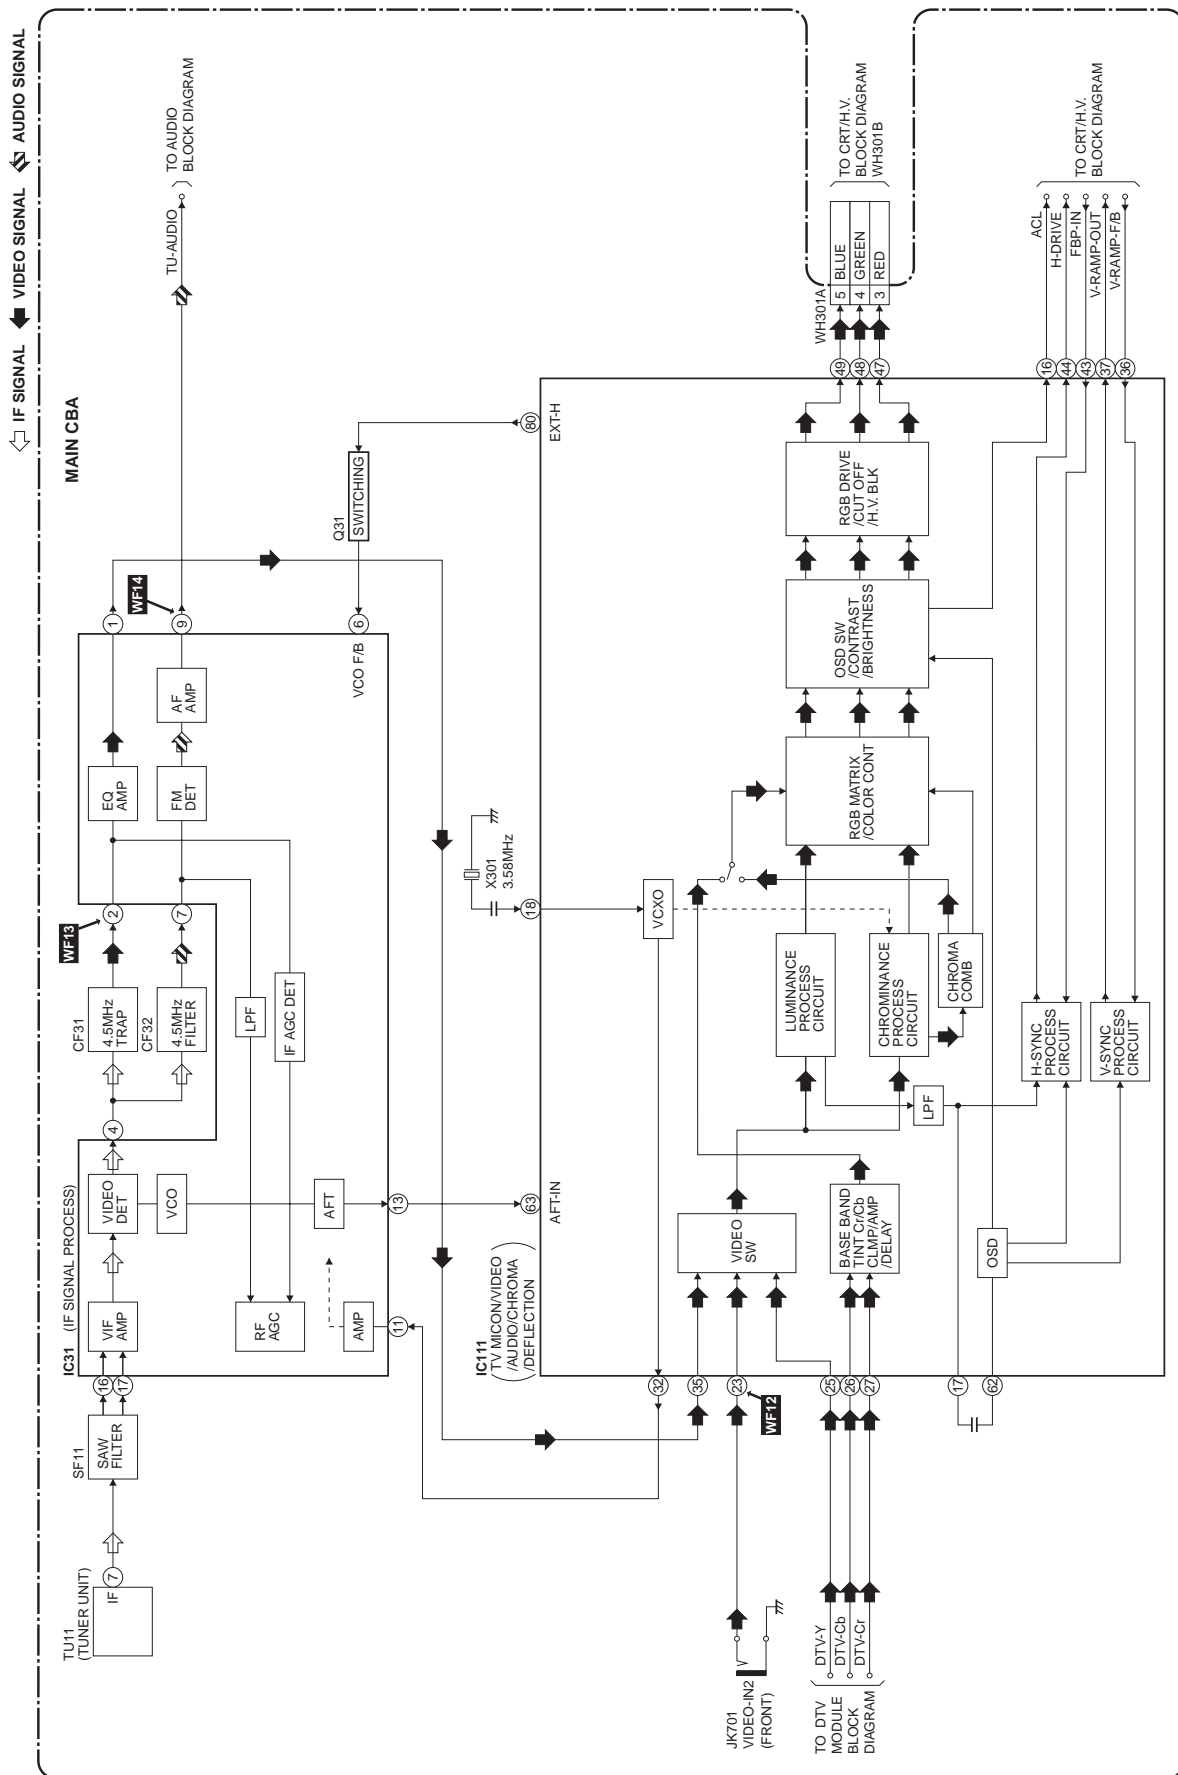 IF SIGNAL
VIDEO SIGNAL
AUDIO SIGNAL
MAIN CBA
TU11
(TUNER UNIT)
IF
7
SF11
SAW
FILTER
16
17
IC31
(IF SIGNAL PROCESS)
VIF
AMP
VIDEO
DET
VCO
4
CF31
4.5MHz
TRAP
CF32
4.5MHz
FILTER
WF13
2
7
EQ
AMP
FM
DET
AF
AMP
1
9
WF14
TU-AUDIO
TO AUDIO
BLOCK DIAGRAM
RF
AGC
LPF
IF AGC DET
AFT
AMP
13
11
6
VCO F/B
Q31
SWITCHING
80
EXT-H
63
AFT-IN
X301
3.58MHz
18
VCXO
IC111
TV MICON/VIDEO
/AUDIO/CHROMA
/DEFLECTION
32
35
23
WF12
25
26
27
17
62
JK701
VIDEO-IN2
(FRONT)
TO DTV
MODULE
BLOCK
DIAGRAM
DTV-Y
DTV-Cb
DTV-Cr
VIDEO
SW
BASE BAND
TINT Cr/Cb
CLMP/AMP
/DELAY
OSD
LUMINANCE
PROCESS
CIRCUIT
CHROMINANCE
PROCESS
CIRCUIT
LPF
CHROMA
COMB
H-SYNC
PROCESS
CIRCUIT
V-SYNC
PROCESS
CIRCUIT
RGB MATRIX
/COLOR CONT
OSD SW
/CONTRAST
/BRIGHTNESS
RGB DRIVE
/CUT OFF
/H.V. BLK
49
48
47
WH301A
5 BLUE
4 GREEN
3 RED
TO CRT/H.V.
BLOCK DIAGRAM
WH301B
16
44
43
37
36
ACL
H-DRIVE
FBP-IN
V-RAMP-OUT
V-RAMP-F/B
TO CRT/H.V.
BLOCK DIAGRAM